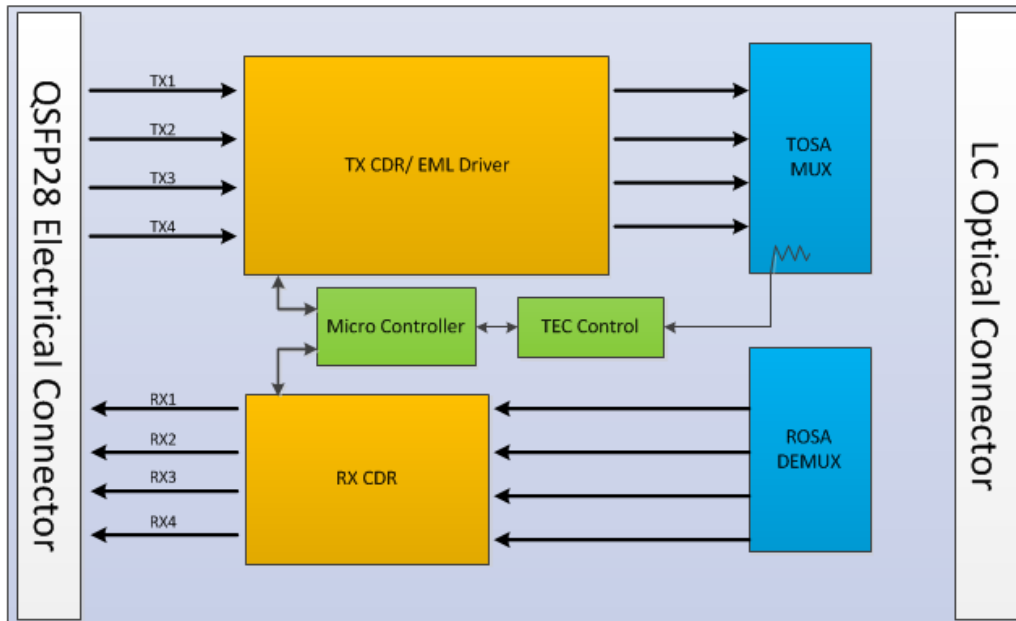 QSFP28 Electrical Connector
TX1
TX2
TX3
TX4
TX CDR/ EML Driver
TOSA
MUX
LC Optical Connector
Micro Controller
TEC Control
RX1
RX2
RX3
RX4
RX CDR
ROSA
DEMUX